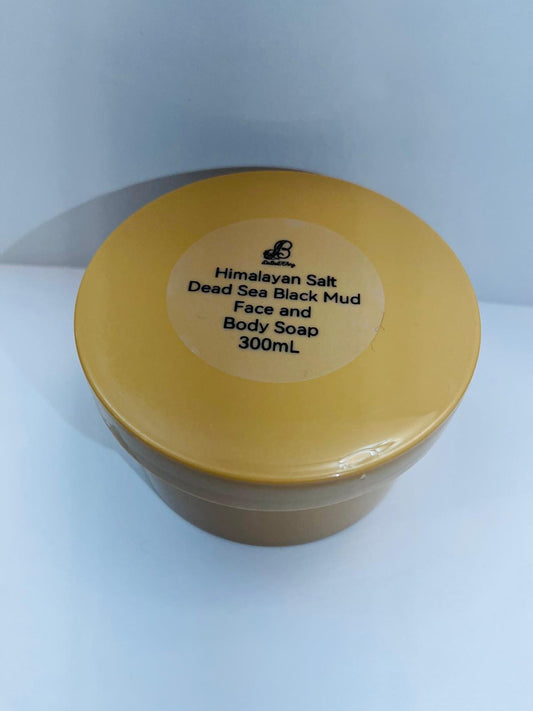 B
Himalayan Salt
Dead Sea Black Mud
Face and
Body Soap
300mL